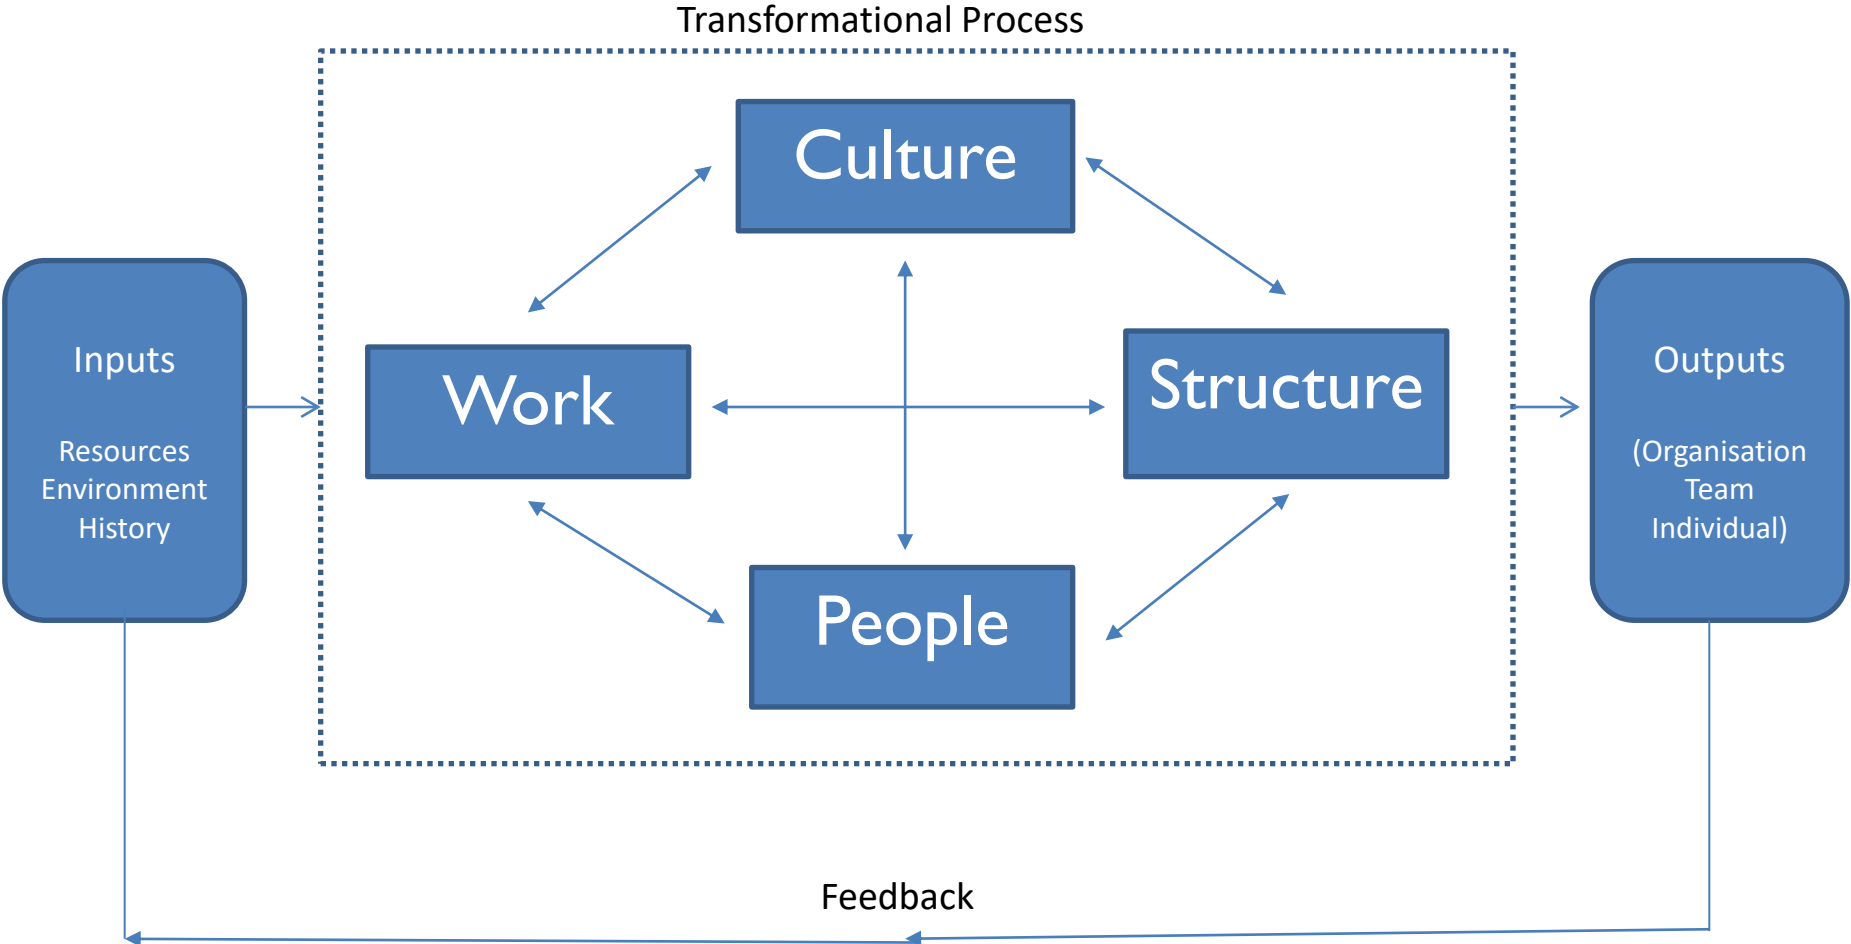 Transformational Process
Culture
Inputs
Resources
Environment
History
Work
Structure
Outputs
(Organisation
Team
Individual)
People
Feedback